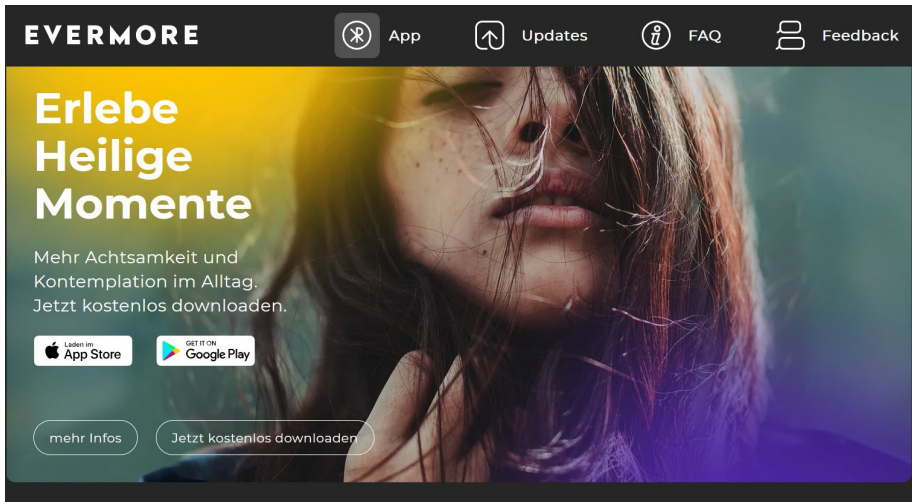 EVERMORE
App
Updates
FAQ
Feedback
Erlebe
Heilige
Momente
Mehr Achtsamkeit und
Kontemplation im Alltag.
Jetzt kostenlos downloaden.
Laden im
App Store
GET IT ON
Google Play
mehr Infos
Jetzt kostenlos downloaden